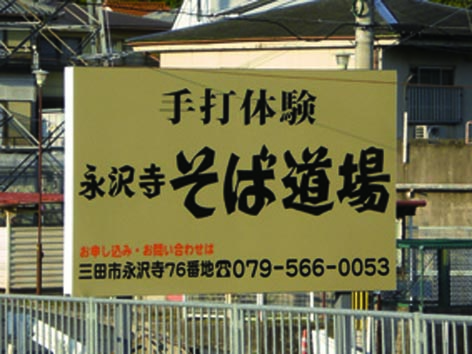 手打体験
永沢寺 そば道場
お申し込み・お問い合わせは
三田市永沢寺76番地☎079-566-0053